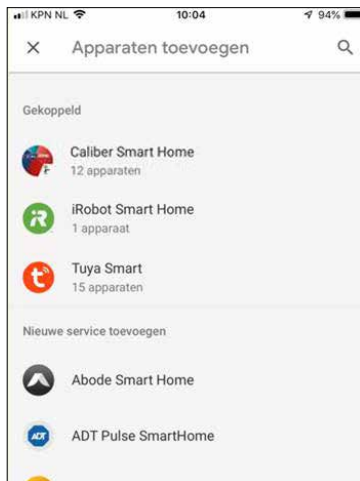 KPN NL 10:04 94%
Apparaten toevoegen
Gekoppeld
Caliber Smart Home
12 apparaten
iRobot Smart Home
1 apparaat
Tuya Smart
15 apparaten
Nieuwe service toevoegen
Abode Smart Home
ADT
ADT Pulse SmartHome